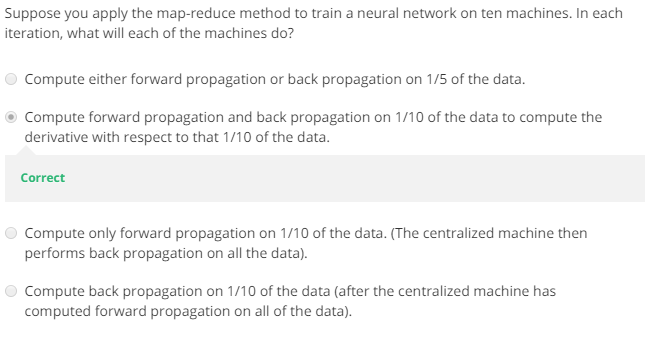 Suppose you apply the map-reduce method to train a neural network on ten machines. In each
iteration, what will each of the machines do?
Compute either forward propagation or back propagation on 1/5 of the data.
Compute forward propagation and back propagation on 1/10 of the data to compute the
derivative with respect to that 1/10 of the data.
Correct
Compute only forward propagation on 1/10 of the data. (The centralized machine then
performs back propagation on all the data).
Compute back propagation on 1/10 of the data (after the centralized machine has
computed forward propagation on all of the data).